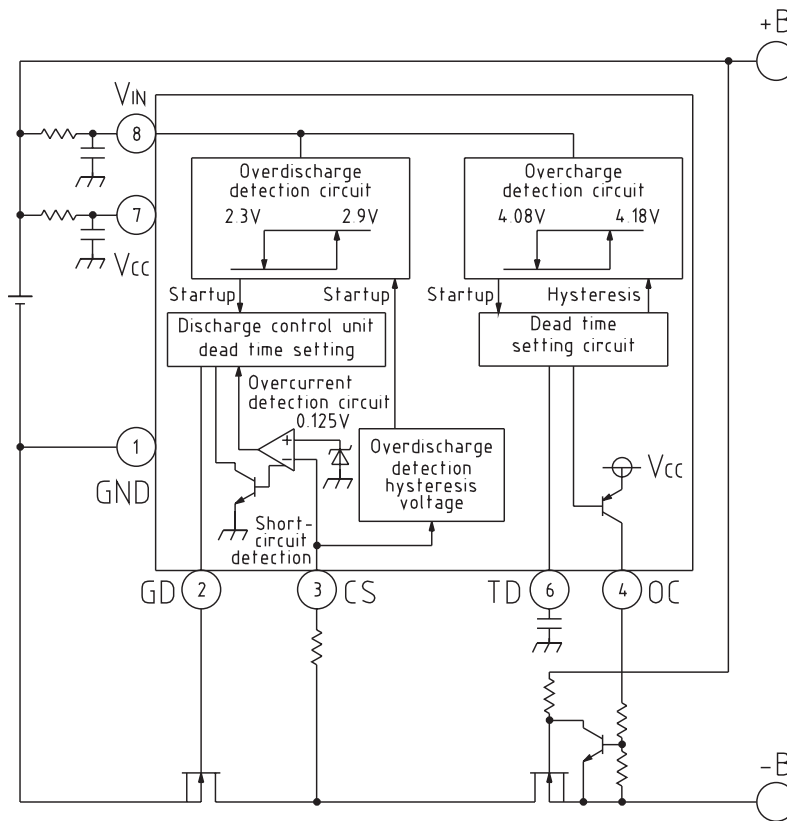 +B
VIN
8
Overdischarge
detection circuit
2.3V 2.9V
Overcharge
detection circuit
4.08V 4.18V
7
VCC
Startup
Startup
Startup
Hysteresis
Discharge control unit
dead time setting
Dead time
setting circuit
Overcurrent
detection circuit
0.125V
+
−
Overdischarge
detection
hysteresis
voltage
1
GND
VCC
Short-
circuit
detection
GD 2
3 CS
TD 6
4 OC
−B